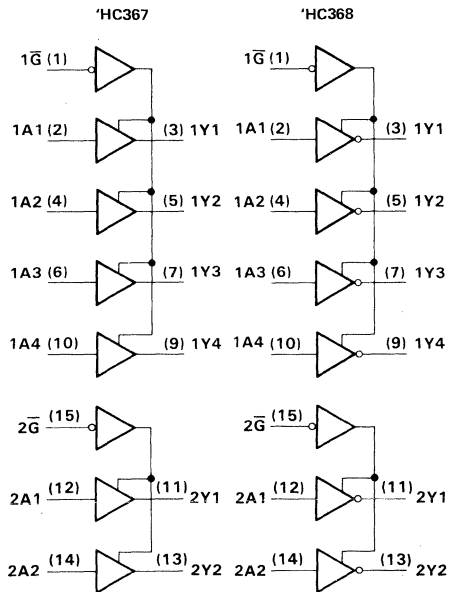 'HC367 'HC368
1G̅ (1) 1G̅ (1)
1A1 (2) (3) 1Y1 1A1 (2) (3) 1Y1
1A2 (4) (5) 1Y2 1A2 (4) (5) 1Y2
1A3 (6) (7) 1Y3 1A3 (6) (7) 1Y3
1A4 (10) (9) 1Y4 1A4 (10) (9) 1Y4
2G̅ (15) 2G̅ (15)
2A1 (12) (11) 2Y1 2A1 (12) (11) 2Y1
2A2 (14) (13) 2Y2 2A2 (14) (13) 2Y2